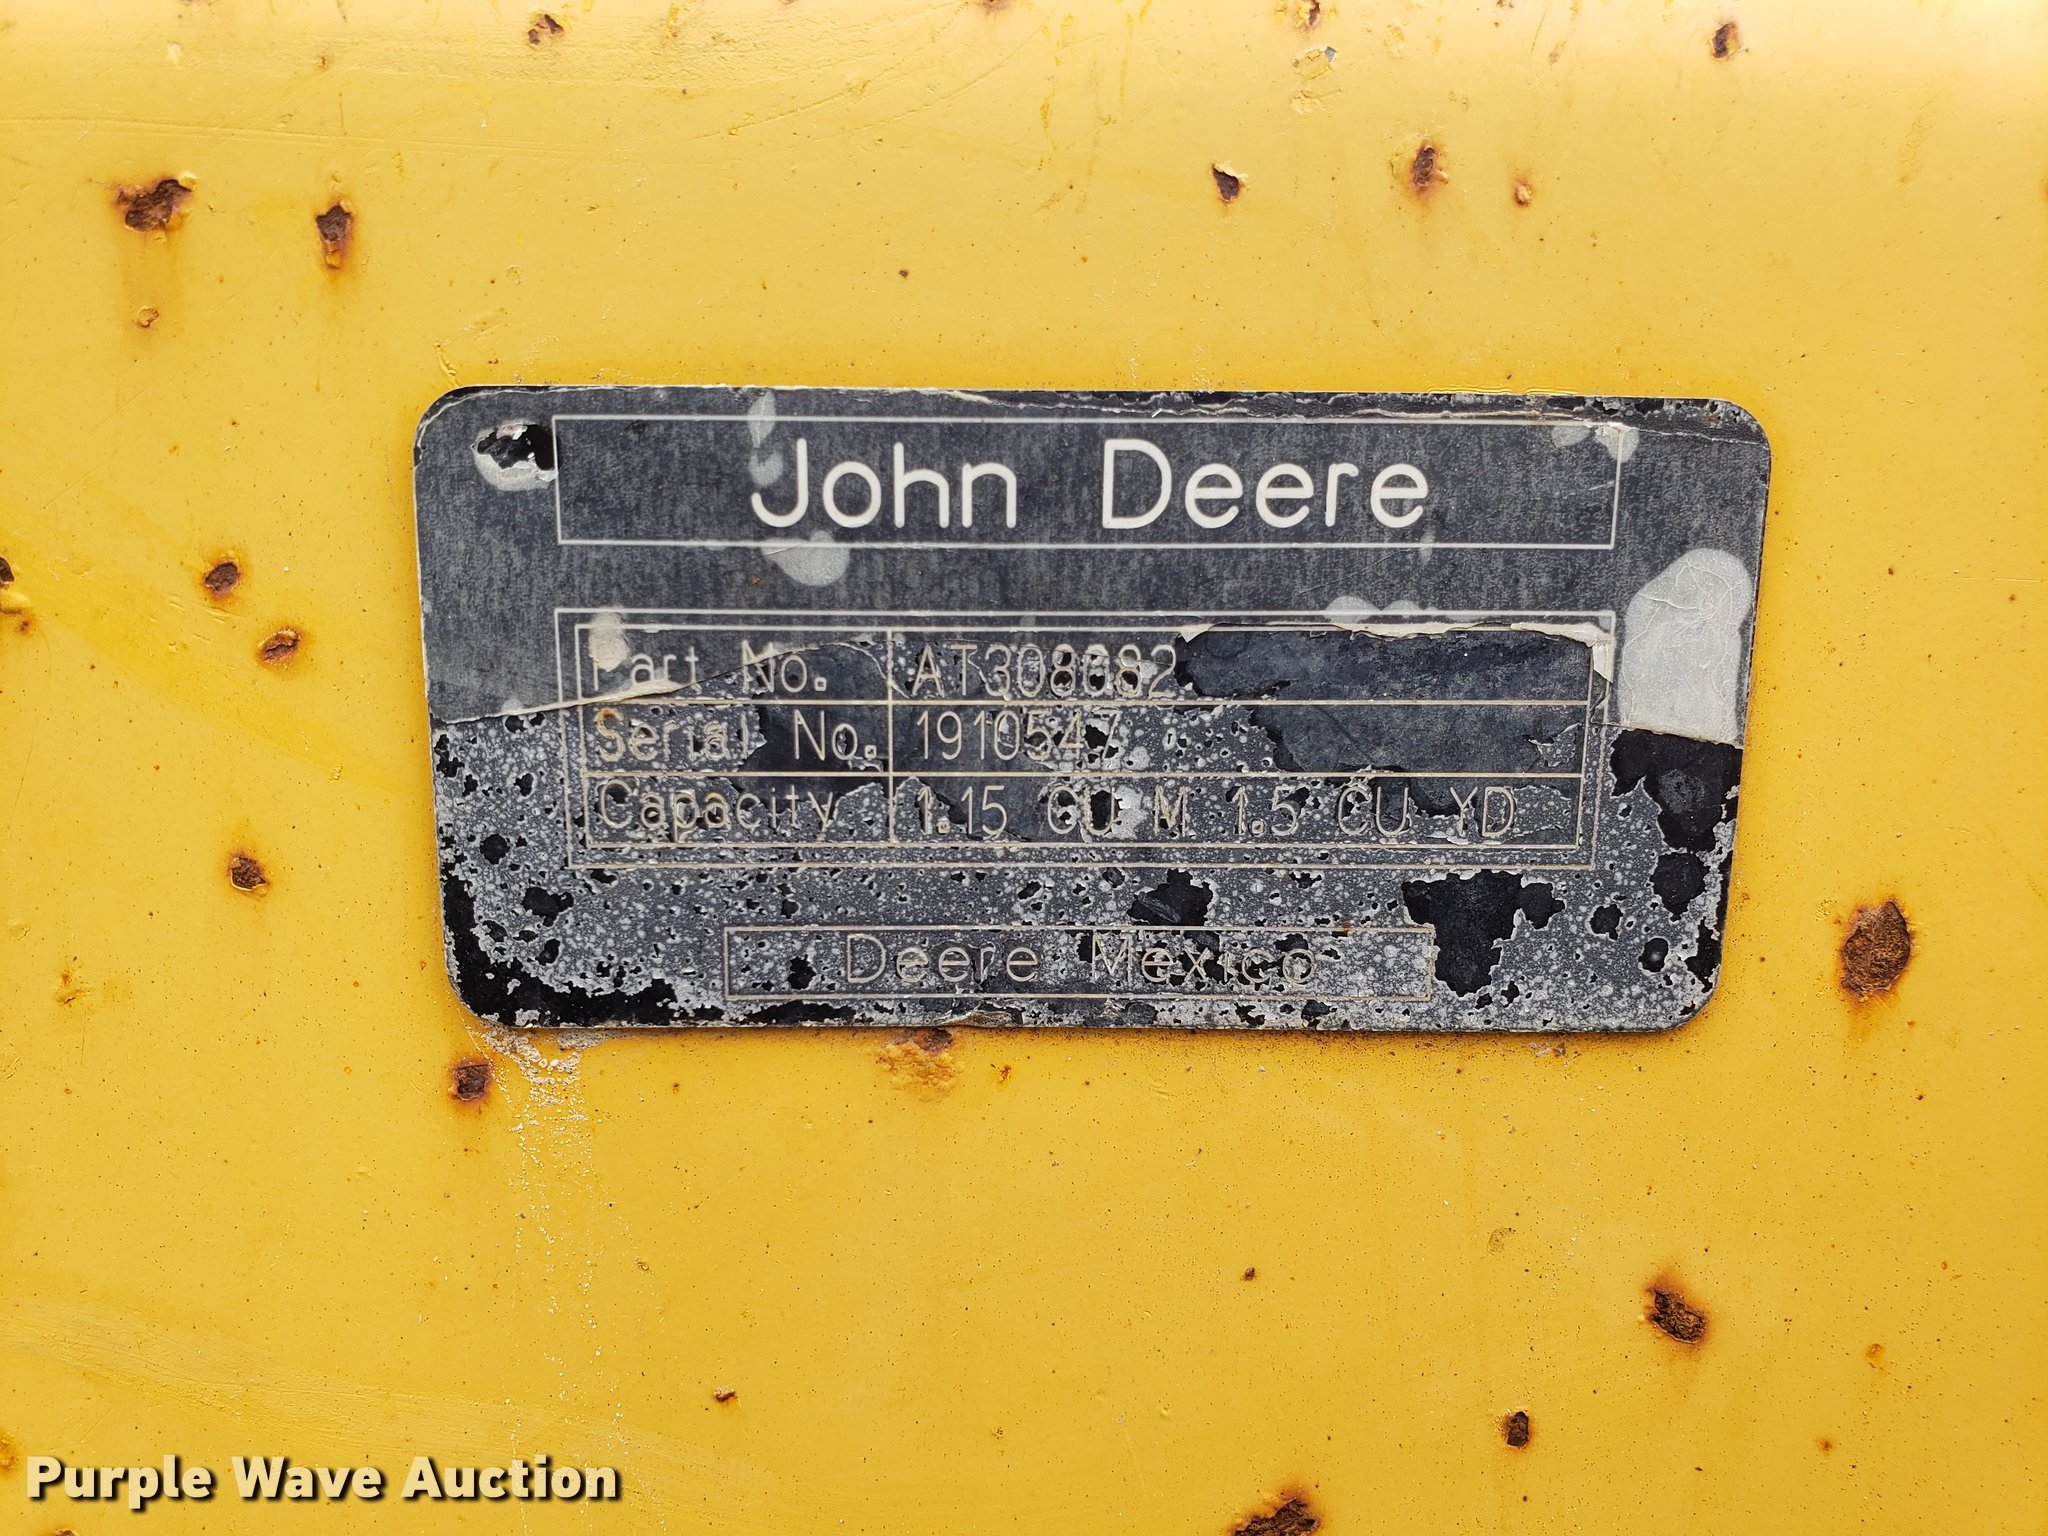 John Deere
Part No. AT308082
Serial No. 1910547
Capacity 1.15 CU M 1.5 CU YD
Deere Mexico
Purple Wave Auction